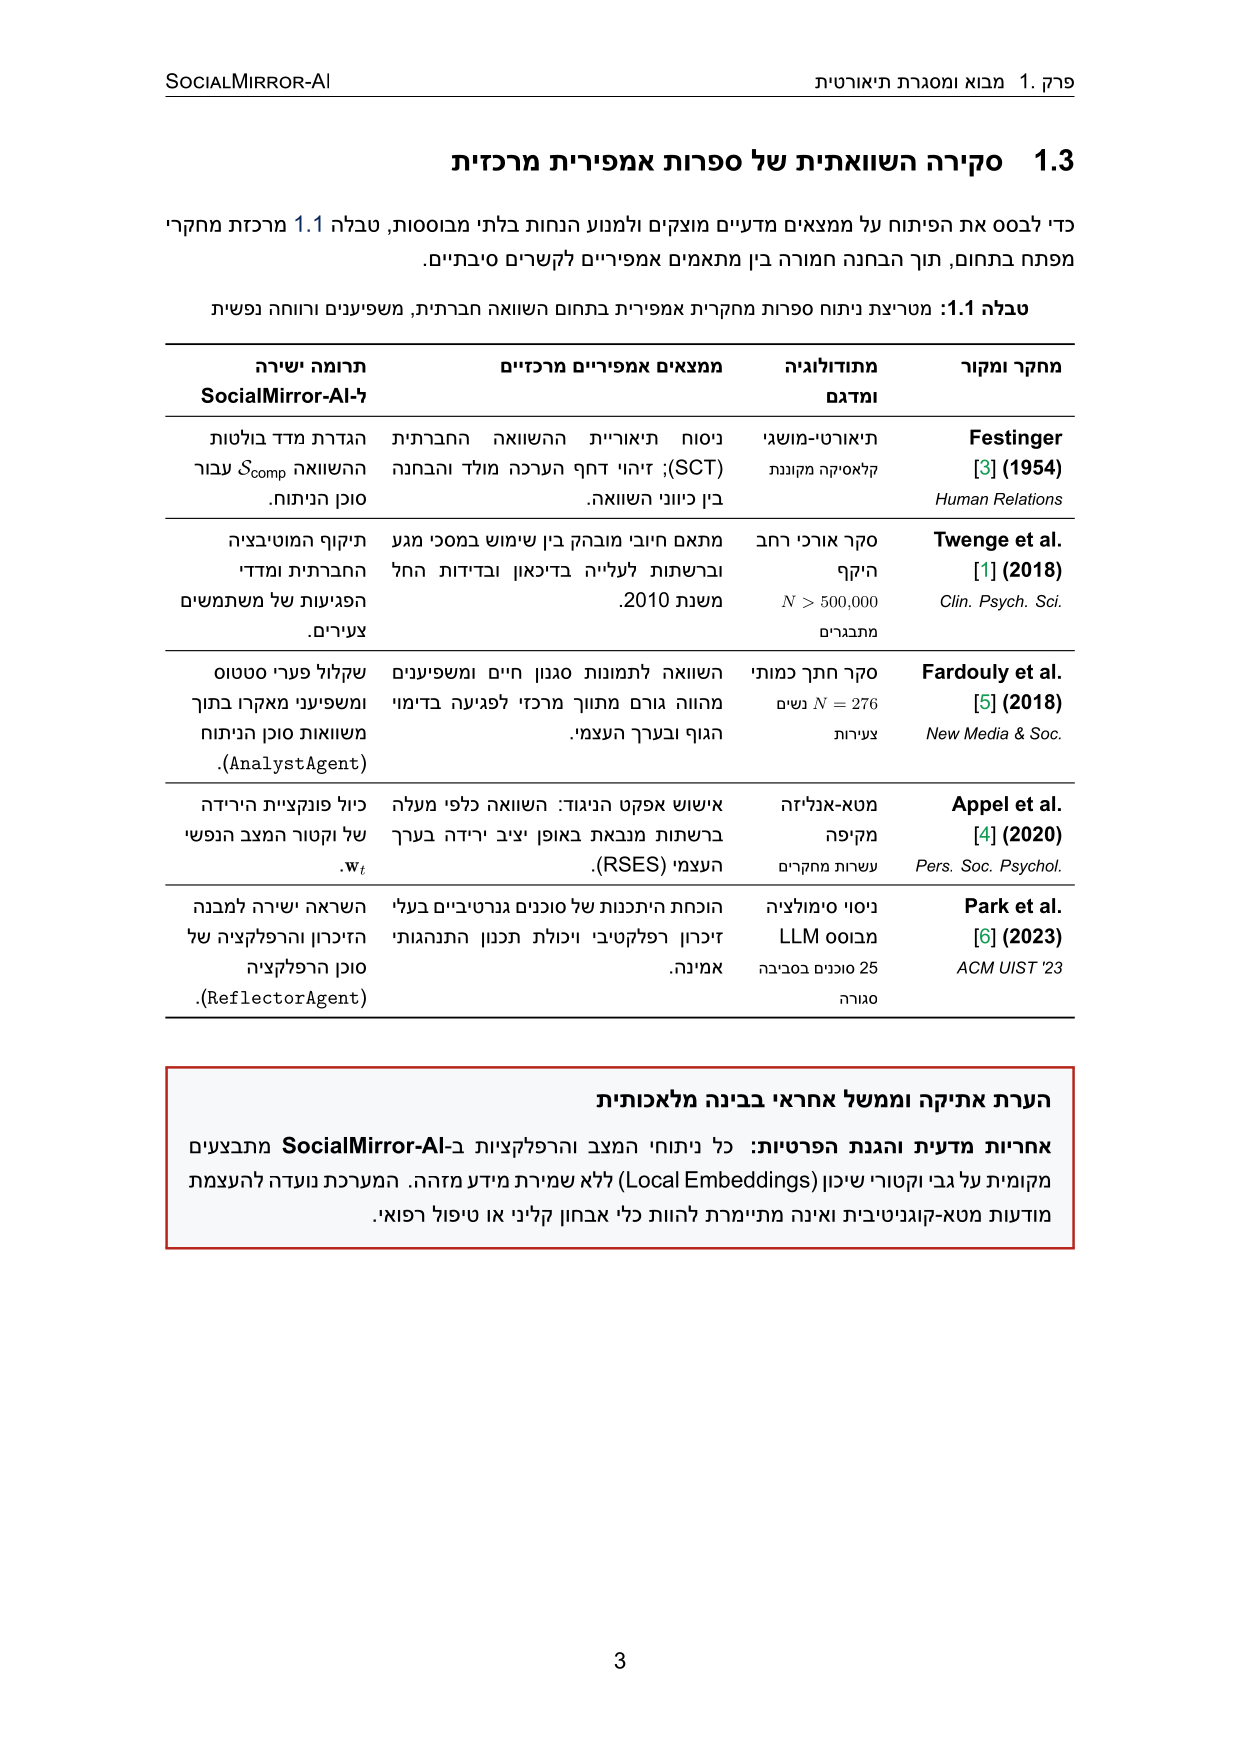 פרק 1. מבוא ומסגרת תיאורטית SOCIALMIRROR-AI
1.3 סקירה השוואתית של ספרות אמפירית מרכזית
כדי לבסס את הפיתוח על ממצאים מדעיים מוצקים ולמנוע הנחות בלתי מבוססות, טבלה 1.1 מרכזת מחקרי
מפתח בתחום, תוך הבחנה חמורה בין מתאמים אמפיריים לקשרים סיבתיים.
טבלה 1.1: מטריצת ניתוח ספרות מחקרית אמפירית בתחום השוואה חברתית, משפיענים ורווחה נפשית
מחקר ומקור
מתודולוגיה
ומדגם
ממצאים אמפיריים מרכזיים
תרומה ישירה
ל-SocialMirror-AI
Festinger
(1954) [3]
Human Relations
תיאורטי-מושגי
קלאסיקה מקוננת
ניסוח תיאוריית ההשוואה החברתית
(SCT); זיהוי דחף הערכה מולד והבחנה
בין כיווני השוואה.
הגדרת מדד בולטות
ההשוואה 𝒮comp עבור
סוכן הניתוח.
Twenge et al.
(2018) [1]
Clin. Psych. Sci.
סקר אורכי רחב
היקף
N > 500,000
מתבגרים
מתאם חיובי מובהק בין שימוש במסכי מגע
וברשתות לעלייה בדיכאון ובדידות החל
משנת 2010.
תיקוף המוטיבציה
החברתית ומדדי
הפגיעות של משתמשים
צעירים.
Fardouly et al.
(2018) [5]
New Media & Soc.
סקר חתך כמותי
N = 276 נשים
צעירות
השוואה לתמונות סגנון חיים ומשפיענים
מהווה גורם מתווך מרכזי לפגיעה בדימוי
הגוף ובערך העצמי.
שקלול פערי סטטוס
ומשפיעני מאקרו בתוך
משוואות סוכן הניתוח
(AnalystAgent).
Appel et al.
(2020) [4]
Pers. Soc. Psychol.
מטא-אנליזה
מקיפה
עשרות מחקרים
אישוש אפקט הניגוד: השוואה כלפי מעלה
ברשתות מנבאת באופן יציב ירידה בערך
העצמי (RSES).
כיול פונקציית הירידה
של וקטור המצב הנפשי
wt.
Park et al.
(2023) [6]
ACM UIST '23
ניסוי סימולציה
מבוסס LLM
25 סוכנים בסביבה
סגורה
הוכחת היתכנות של סוכנים גנרטיביים בעלי
זיכרון רפלקטיבי ויכולת תכנון התנהגותי
אמינה.
השראה ישירה למבנה
הזיכרון והרפלקציה של
סוכן הרפלקציה
(ReflectorAgent).
הערת אתיקה וממשל אחראי בבינה מלאכותית
אחריות מדעית והגנת הפרטיות: כל ניתוחי המצב והרפלקציות ב-SocialMirror-AI מתבצעים
מקומית על גבי וקטורי שיכון (Local Embeddings) ללא שמירת מידע מזהה. המערכת נועדה להעצמת
מודעות מטא-קוגניטיבית ואינה מתיימרת להוות כלי אבחון קליני או טיפול רפואי.
3